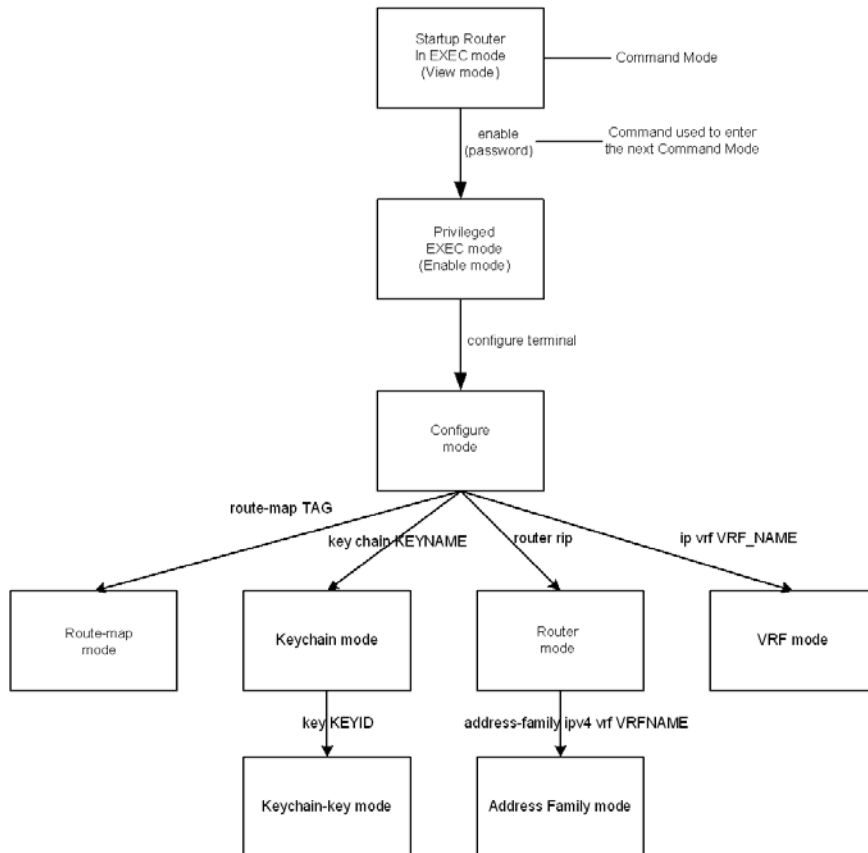 Startup Router
In EXEC mode
(View mode)
Command Mode
enable
(password)
Command used to enter
the next Command Mode
Privileged
EXEC mode
(Enable mode)
configure terminal
Configure
mode
route-map TAG
key chain KEYNAME
router rip
ip vrf VRF_NAME
Route-map
mode
Keychain mode
Router
mode
VRF mode
key KEYID
address-family ipv4 vrf VRFNAME
Keychain-key mode
Address Family mode